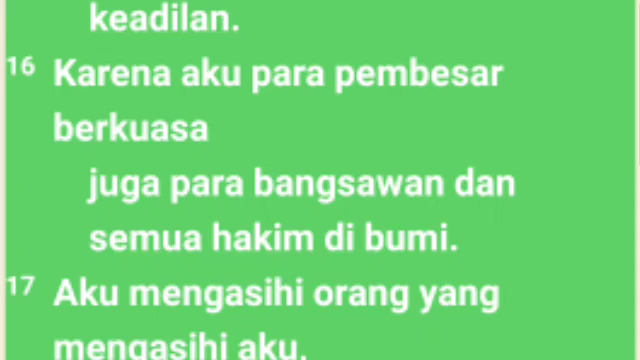 keadilan.
16 Karena aku para pembesar
berkuasa
juga para bangsawan dan
semua hakim di bumi.
17 Aku mengasihi orang yang
mengasihi aku,